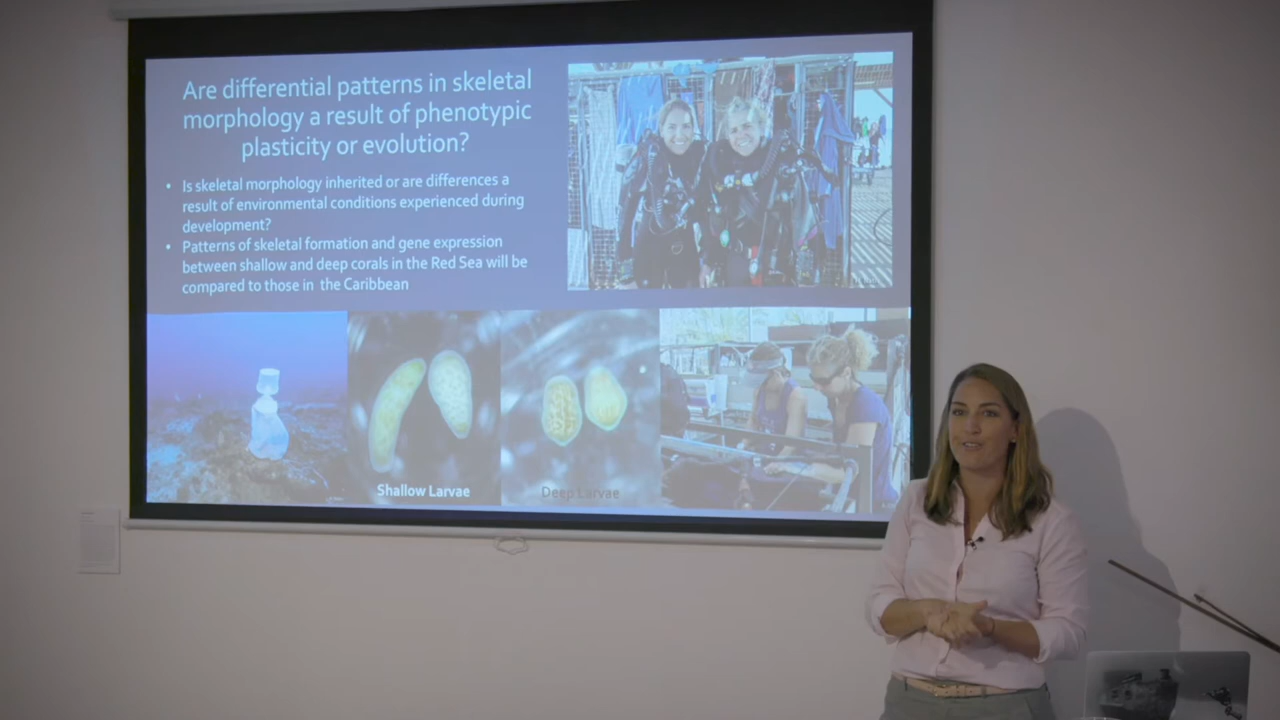 Are differential patterns in skeletal
morphology a result of phenotypic
plasticity or evolution?
• Is skeletal morphology inherited or are differences a
result of environmental conditions experienced during
development?
• Patterns of skeletal formation and gene expression
between shallow and deep corals in the Red Sea will be
compared to those in the Caribbean
Shallow Larvae
Deep Larvae